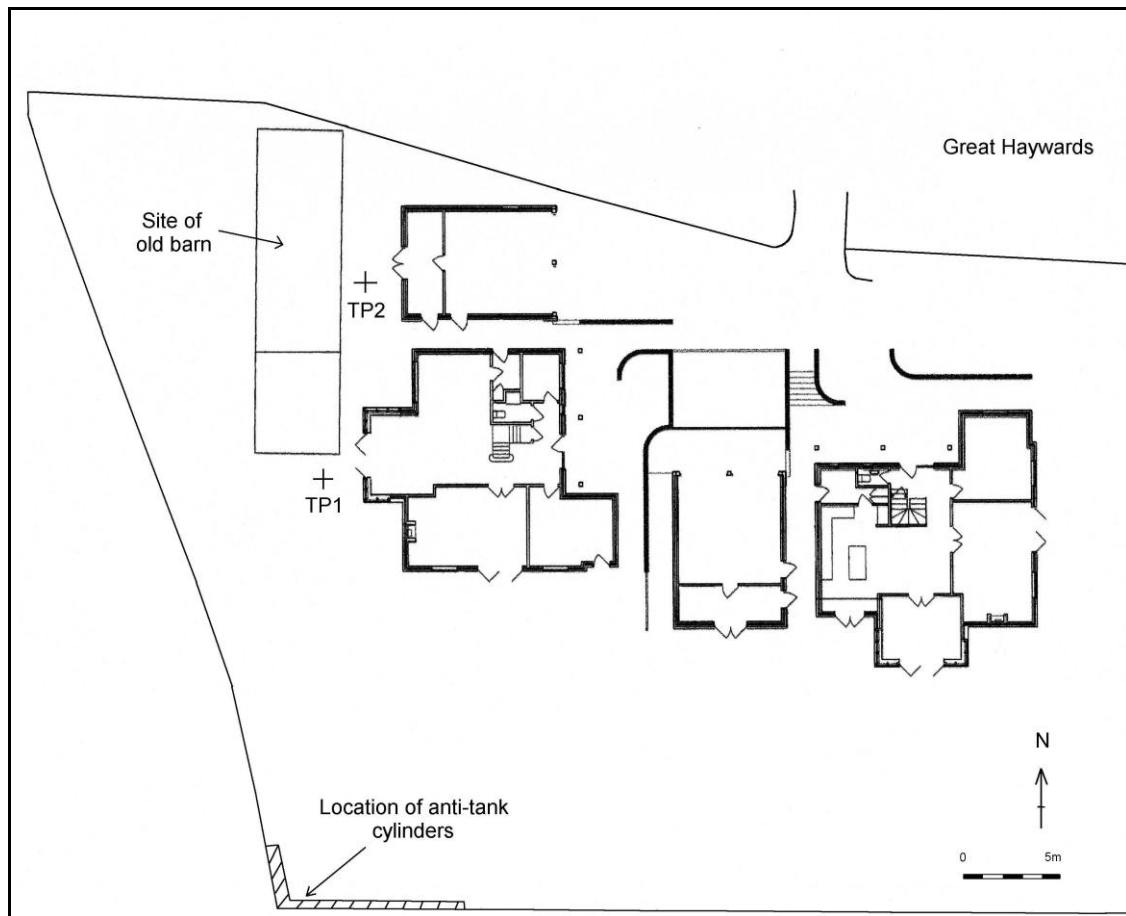 Great Haywards
Site of
old barn
TP2
TP1
N
Location of anti-tank
cylinders
0 5m